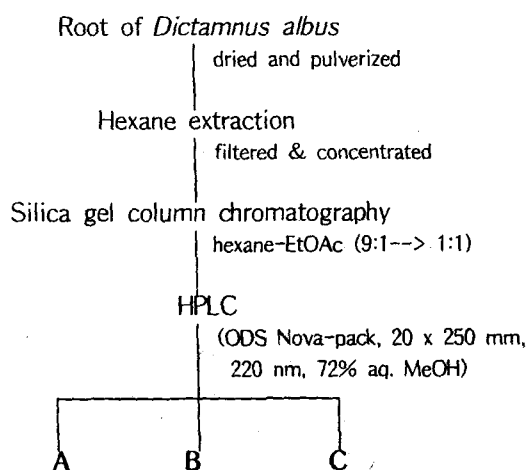 Root of Dictamnus albus
dried and pulverized
Hexane extraction
filtered & concentrated
Silica gel column chromatography
hexane-EtOAc (9:1--> 1:1)
HPLC
(ODS Nova-pack, 20 x 250 mm,
220 nm, 72% aq. MeOH)
A B C